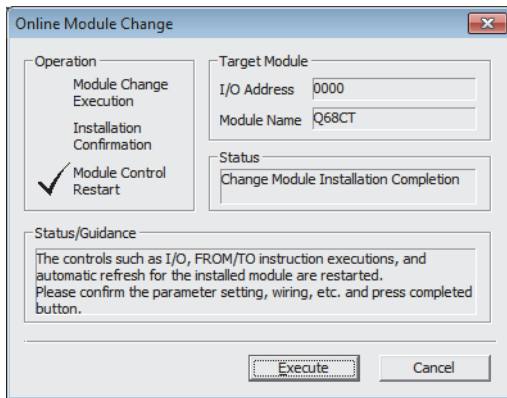 Online Module Change
Operation
Module Change
Execution
Installation
Confirmation
Module Control
Restart
Target Module
I/O Address 0000
Module Name Q68CT
Status
Change Module Installation Completion
Status/Guidance
The controls such as I/O, FROM/TO instruction executions, and
automatic refresh for the installed module are restarted.
Please confirm the parameter setting, wiring, etc. and press completed
button.
Execute Cancel